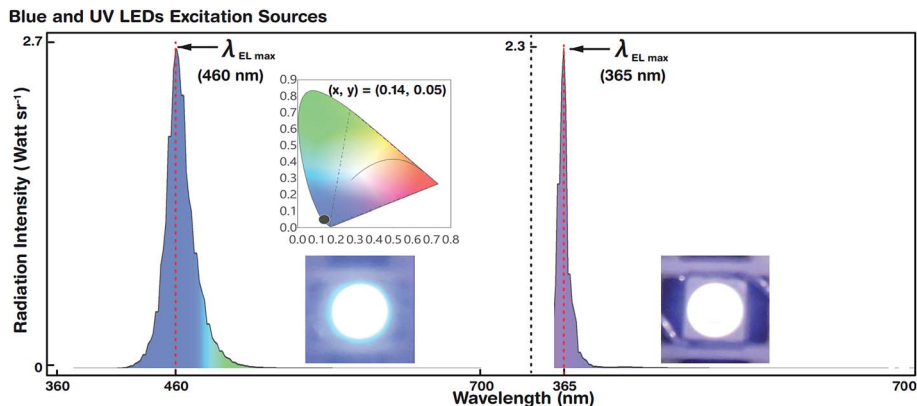 Blue and UV LEDs Excitation Sources
2.7
λ EL max
(460 nm)
2.3
λ EL max
(365 nm)
(x, y) = (0.14, 0.05)
0.9
0.8
0.7
0.6
0.5
0.4
0.3
0.2
0.1
0.0
0.0 0.1 0.2 0.3 0.4 0.5 0.6 0.7 0.8
Radiation Intensity (Watt sr⁻¹)
0
360 460 700 365 700
Wavelength (nm)